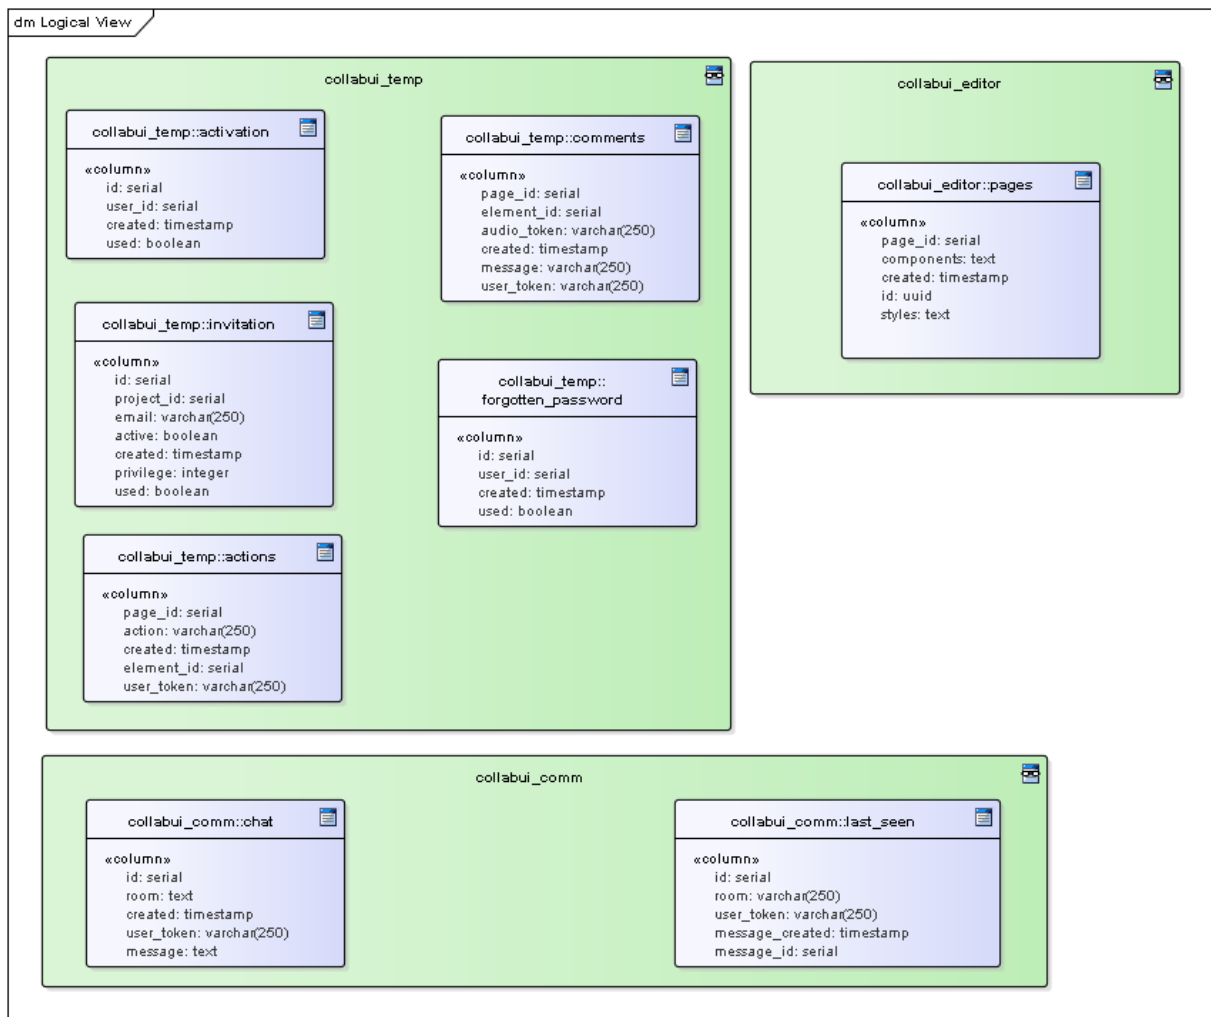 dm Logical View
collabui_temp
collabui_temp::activation
«column»
id: serial
user_id: serial
created: timestamp
used: boolean
collabui_temp::comments
«column»
page_id: serial
element_id: serial
audio_token: varchar(250)
created: timestamp
message: varchar(250)
user_token: varchar(250)
collabui_temp::invitation
«column»
id: serial
project_id: serial
email: varchar(250)
active: boolean
created: timestamp
privilege: integer
used: boolean
collabui_temp::
forgotten_password
«column»
id: serial
user_id: serial
created: timestamp
used: boolean
collabui_temp::actions
«column»
page_id: serial
action: varchar(250)
created: timestamp
element_id: serial
user_token: varchar(250)
collabui_editor
collabui_editor::pages
«column»
page_id: serial
components: text
created: timestamp
id: uuid
styles: text
collabui_comm
collabui_comm::chat
«column»
id: serial
room: text
created: timestamp
user_token: varchar(250)
message: text
collabui_comm::last_seen
«column»
id: serial
room: varchar(250)
user_token: varchar(250)
message_created: timestamp
message_id: serial